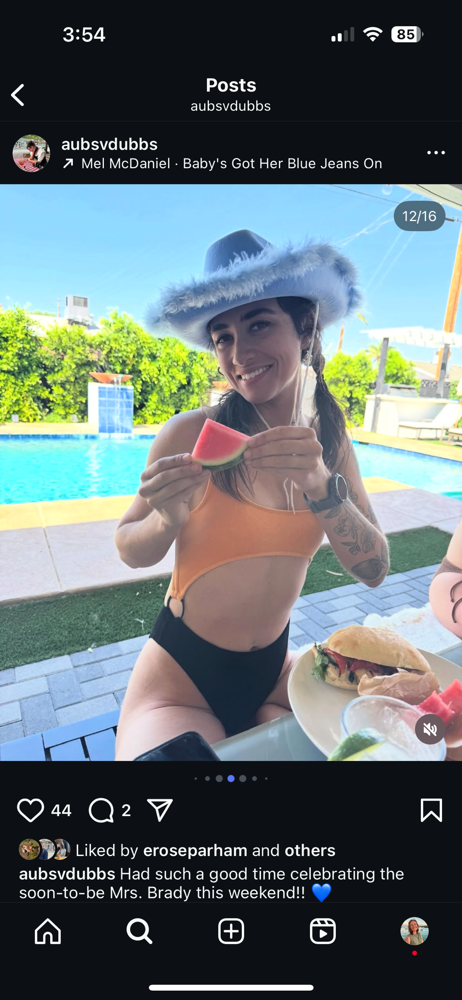 3:54
85
Posts
aubsvdubbs
aubsvdubbs
Mel McDaniel · Baby's Got Her Blue Jeans On
12/16
44 2
Liked by eroseparham and others
aubsvdubbs Had such a good time celebrating the
soon-to-be Mrs. Brady this weekend!! 💙